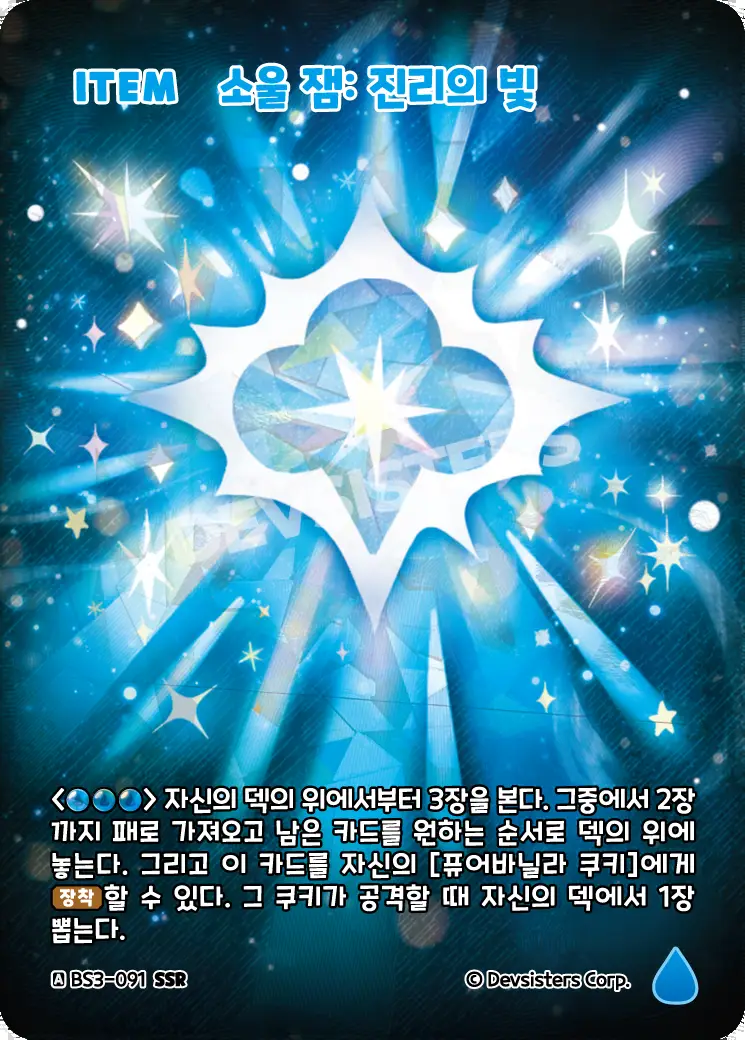 ITEM 소울 잼: 진리의 빛
DEVSISTERS
< > 자신의 덱의 위에서부터 3장을 본다. 그중에서 2장
까지 패로 가져오고 남은 카드를 원하는 순서로 덱의 위에
놓는다. 그리고 이 카드를 자신의 [퓨어바닐라 쿠키]에게
장착 할 수 있다. 그 쿠키가 공격할 때 자신의 덱에서 1장
뽑는다.
A BS3-091 SSR © Devsisters Corp.